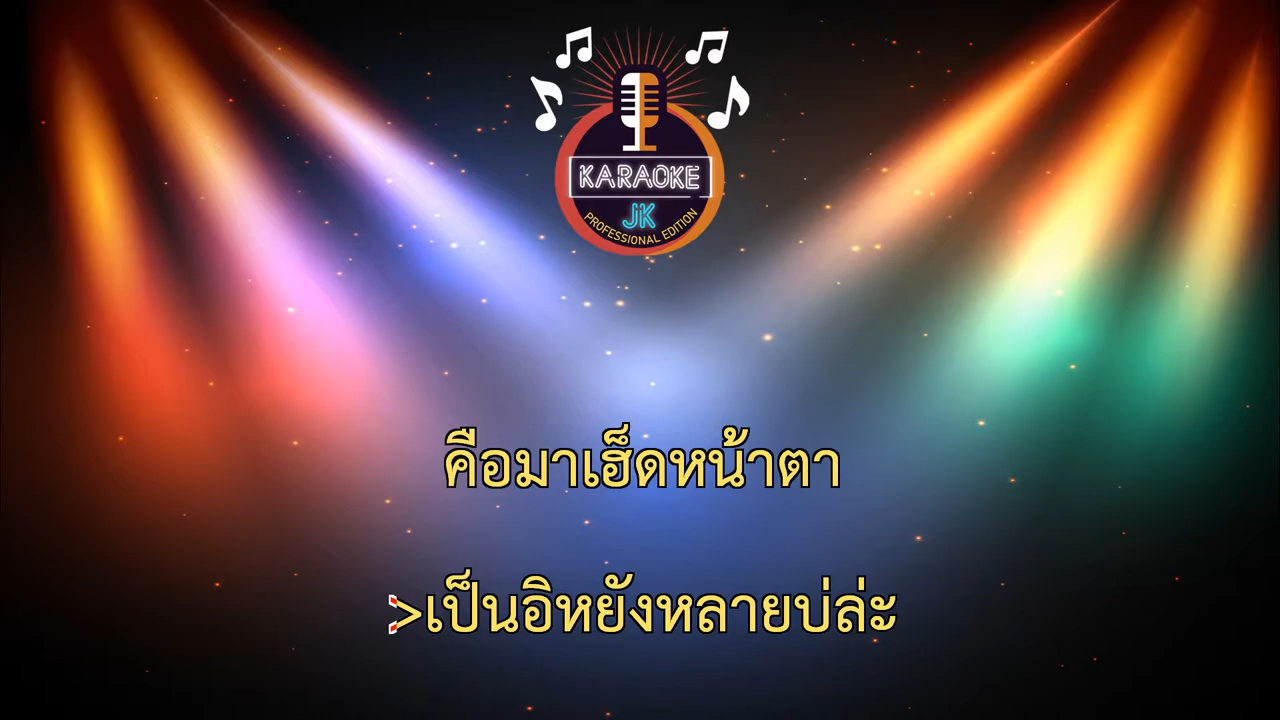 KARAOKE
JK
PROFESSIONAL EDITION
คือมาเฮ็ดหน้าตา
>เป็นอิหยังหลายบ่ล่ะ